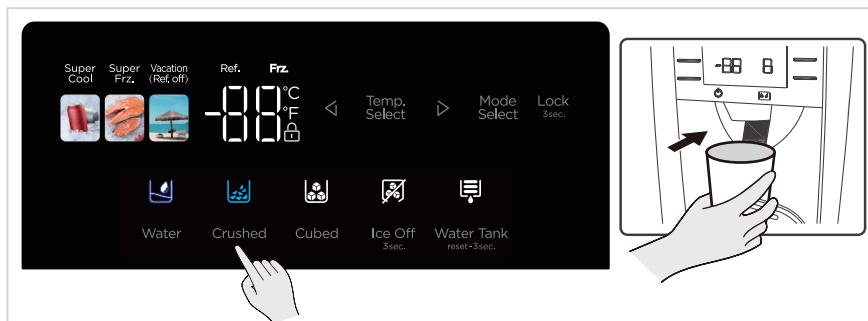 Super Cool
Super Frz.
Vacation (Ref. off)
Ref.
Frz.
-88
°C
°F
Temp. Select
Mode Select
Lock
3sec.
-88 8
Water
Crushed
Cubed
Ice Off
3sec.
Water Tank
reset-3sec.